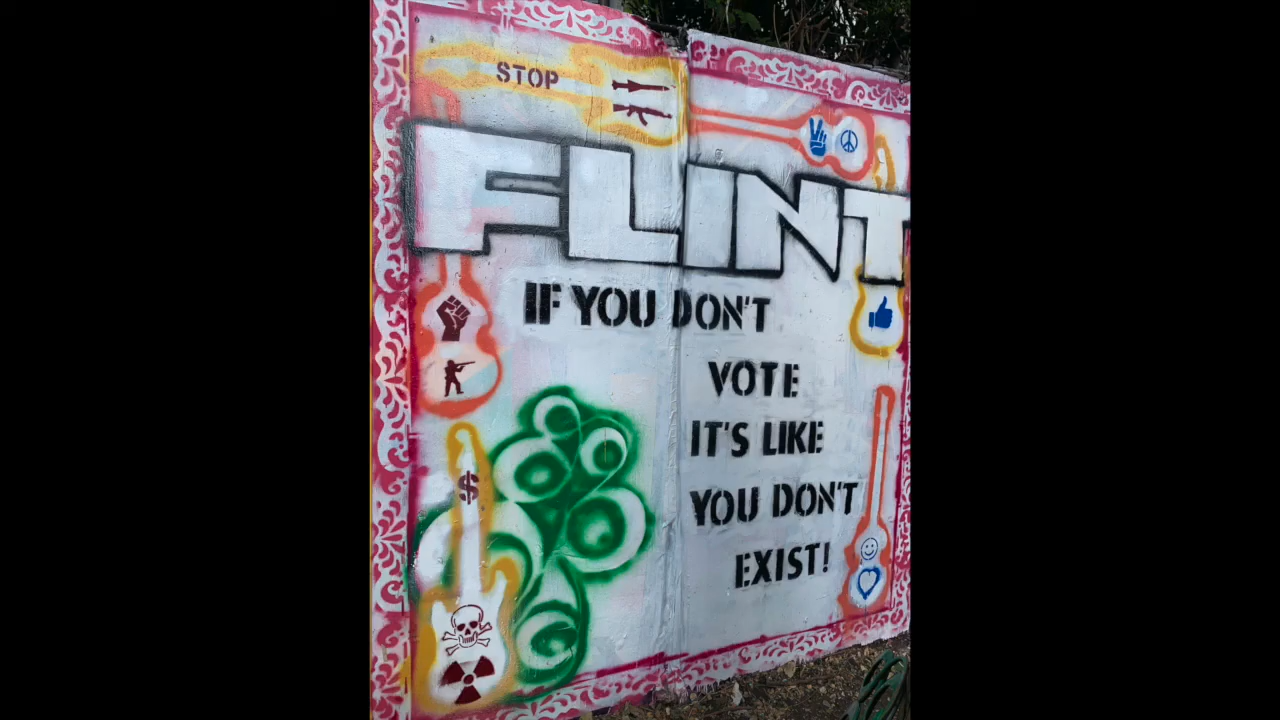 STOP
FLINT
IF YOU DON'T
VOTE
IT'S LIKE
YOU DON'T
EXIST!
$